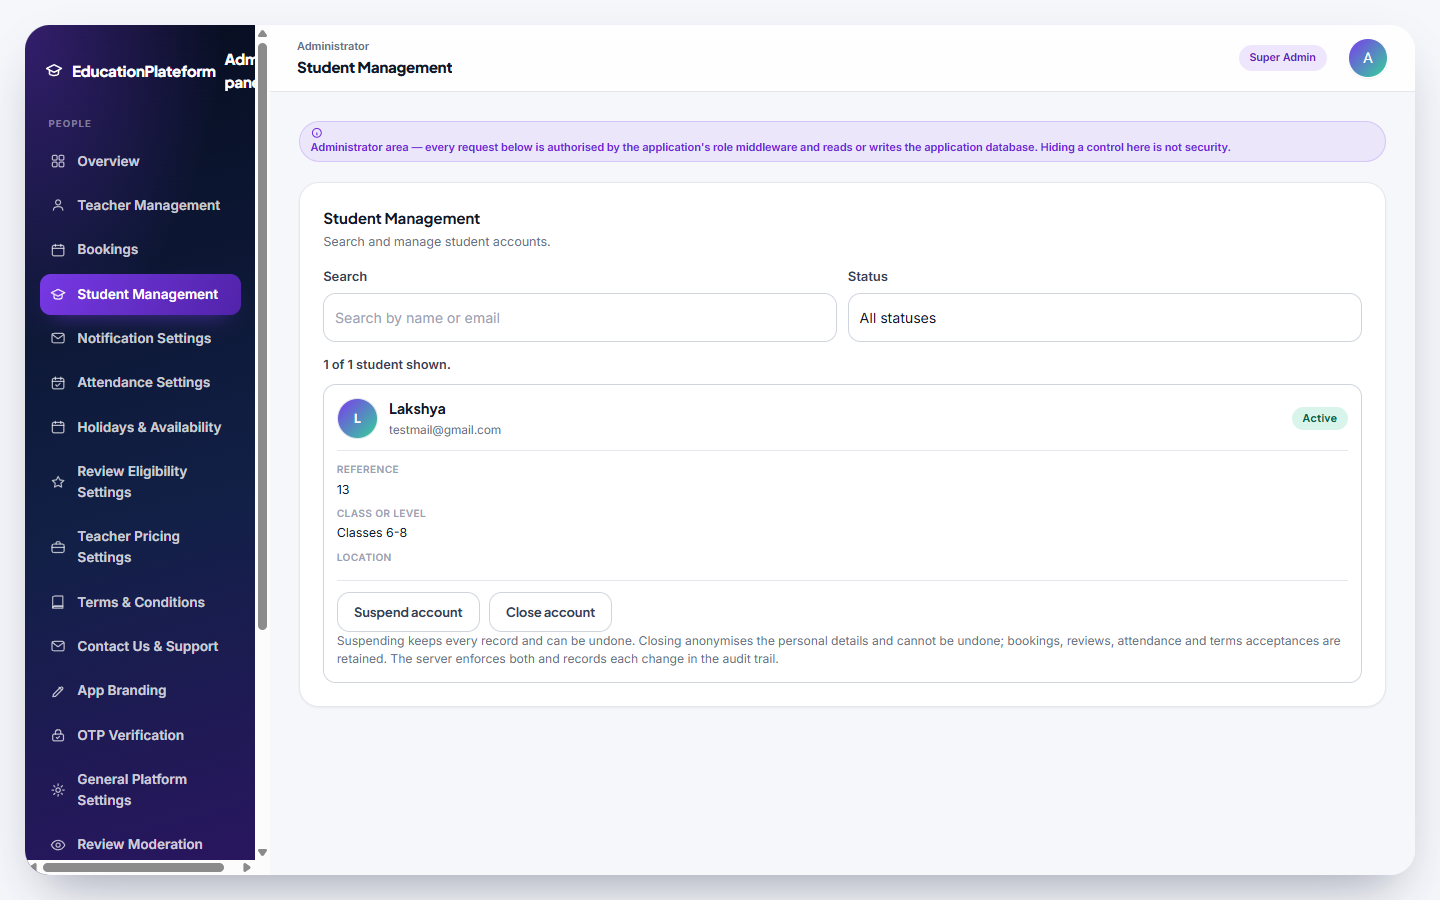 EducationPlateform
PEOPLE
Overview
Teacher Management
Bookings
Student Management
Notification Settings
Attendance Settings
Holidays & Availability
Review Eligibility
Settings
Teacher Pricing
Settings
Terms & Conditions
Contact Us & Support
App Branding
OTP Verification
General Platform
Settings
Review Moderation
Administrator
Student Management
Super Admin
A
Administrator area — every request below is authorised by the application's role middleware and reads or writes the application database. Hiding a control here is not security.
Student Management
Search and manage student accounts.
Search
Status
Search by name or email
All statuses
1 of 1 student shown.
L
Lakshya
testmail@gmail.com
Active
REFERENCE
13
CLASS OR LEVEL
Classes 6-8
LOCATION
Suspend account
Close account
Suspending keeps every record and can be undone. Closing anonymises the personal details and cannot be undone; bookings, reviews, attendance and terms acceptances are
retained. The server enforces both and records each change in the audit trail.